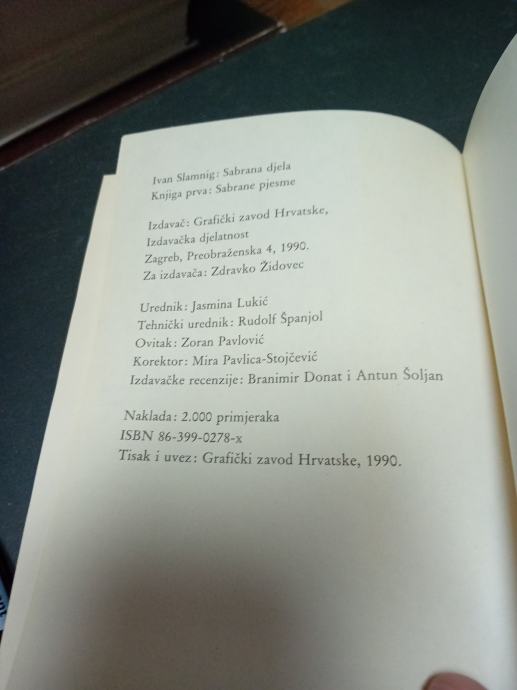 Ivan Slamnig: Sabrana djela
Knjiga prva: Sabrane pjesme
Izdavač: Grafički zavod Hrvatske,
Izdavačka djelatnost
Zagreb, Preobraženska 4, 1990.
Za izdavača: Zdravko Židovec
Urednik: Jasmina Lukić
Tehnički urednik: Rudolf Španjol
Ovitak: Zoran Pavlović
Korektor: Mira Pavlica-Stojčević
Izdavačke recenzije: Branimir Donat i Antun Šoljan
Naklada: 2.000 primjeraka
ISBN 86-399-0278-x
Tisak i uvez: Grafički zavod Hrvatske, 1990.